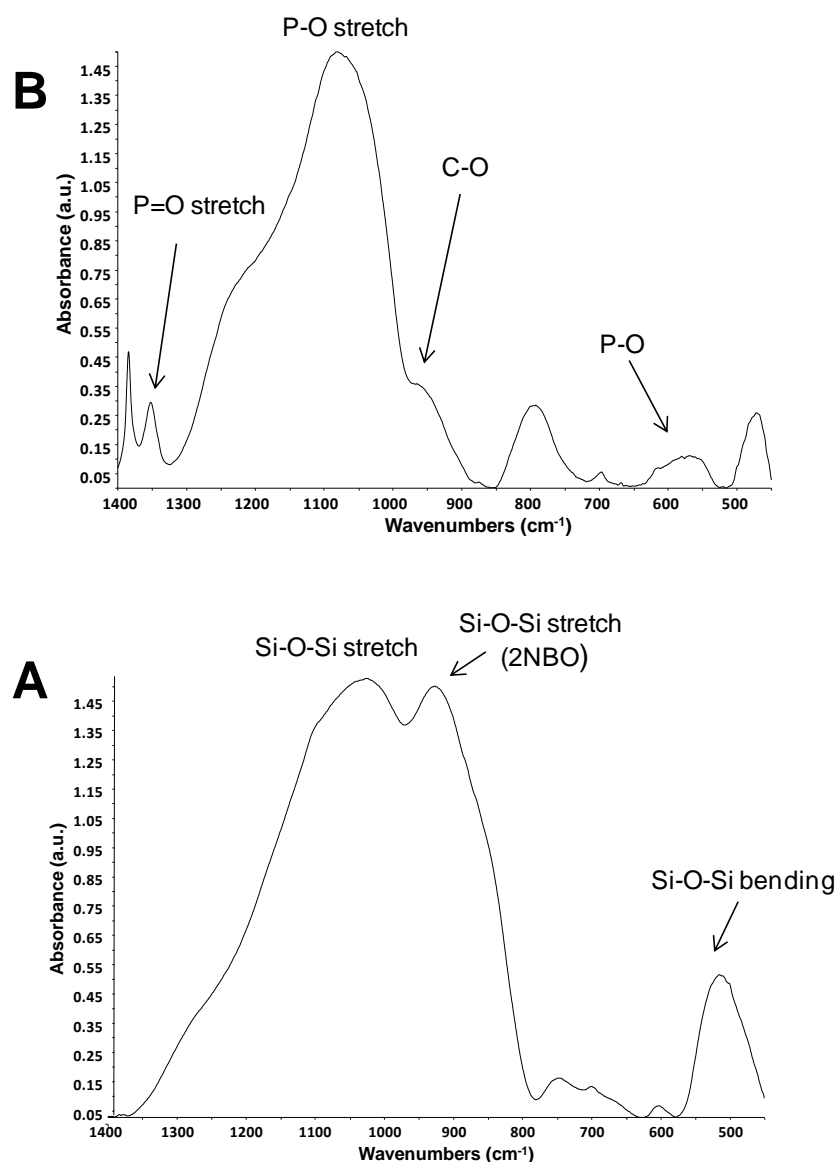 P-O stretch
B
1.45
1.35
1.25
1.15
1.05
0.95
0.85
0.75
0.65
0.55
0.45
0.35
0.25
0.15
0.05
Absorbance (a.u.)
P=O stretch
C-O
P-O
1400 1300 1200 1100 1000 900 800 700 600 500
Wavenumbers (cm⁻¹)
A
Si-O-Si stretch
Si-O-Si stretch
(2NBO)
1.45
1.35
1.25
1.15
1.05
0.95
0.85
0.75
0.65
0.55
0.45
0.35
0.25
0.15
0.05
Absorbance (a.u.)
Si-O-Si bending
1400 1300 1200 1100 1000 900 800 700 600 500
Wavenumbers (cm⁻¹)